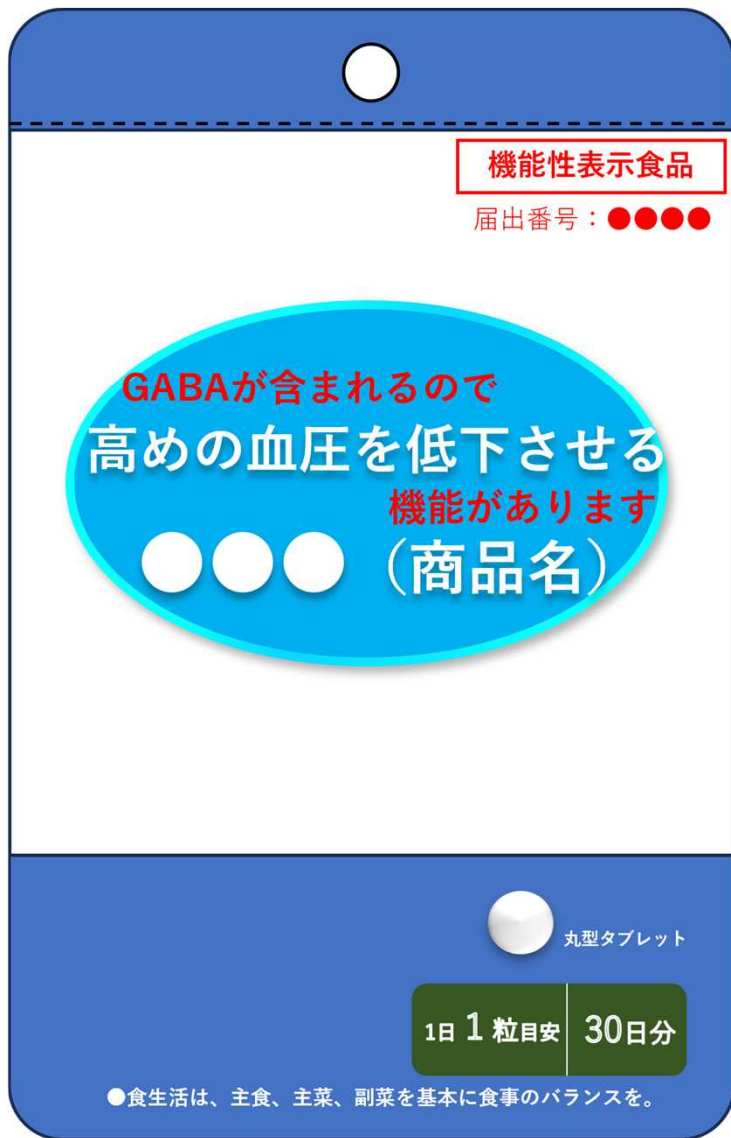 機能性表示食品
届出番号：●●●●
GABAが含まれるので
高めの血圧を低下させる
機能があります
●●●（商品名）
丸型タブレット
1日 1 粒目安 30日分
●食生活は、主食、主菜、副菜を基本に食事のバランスを。